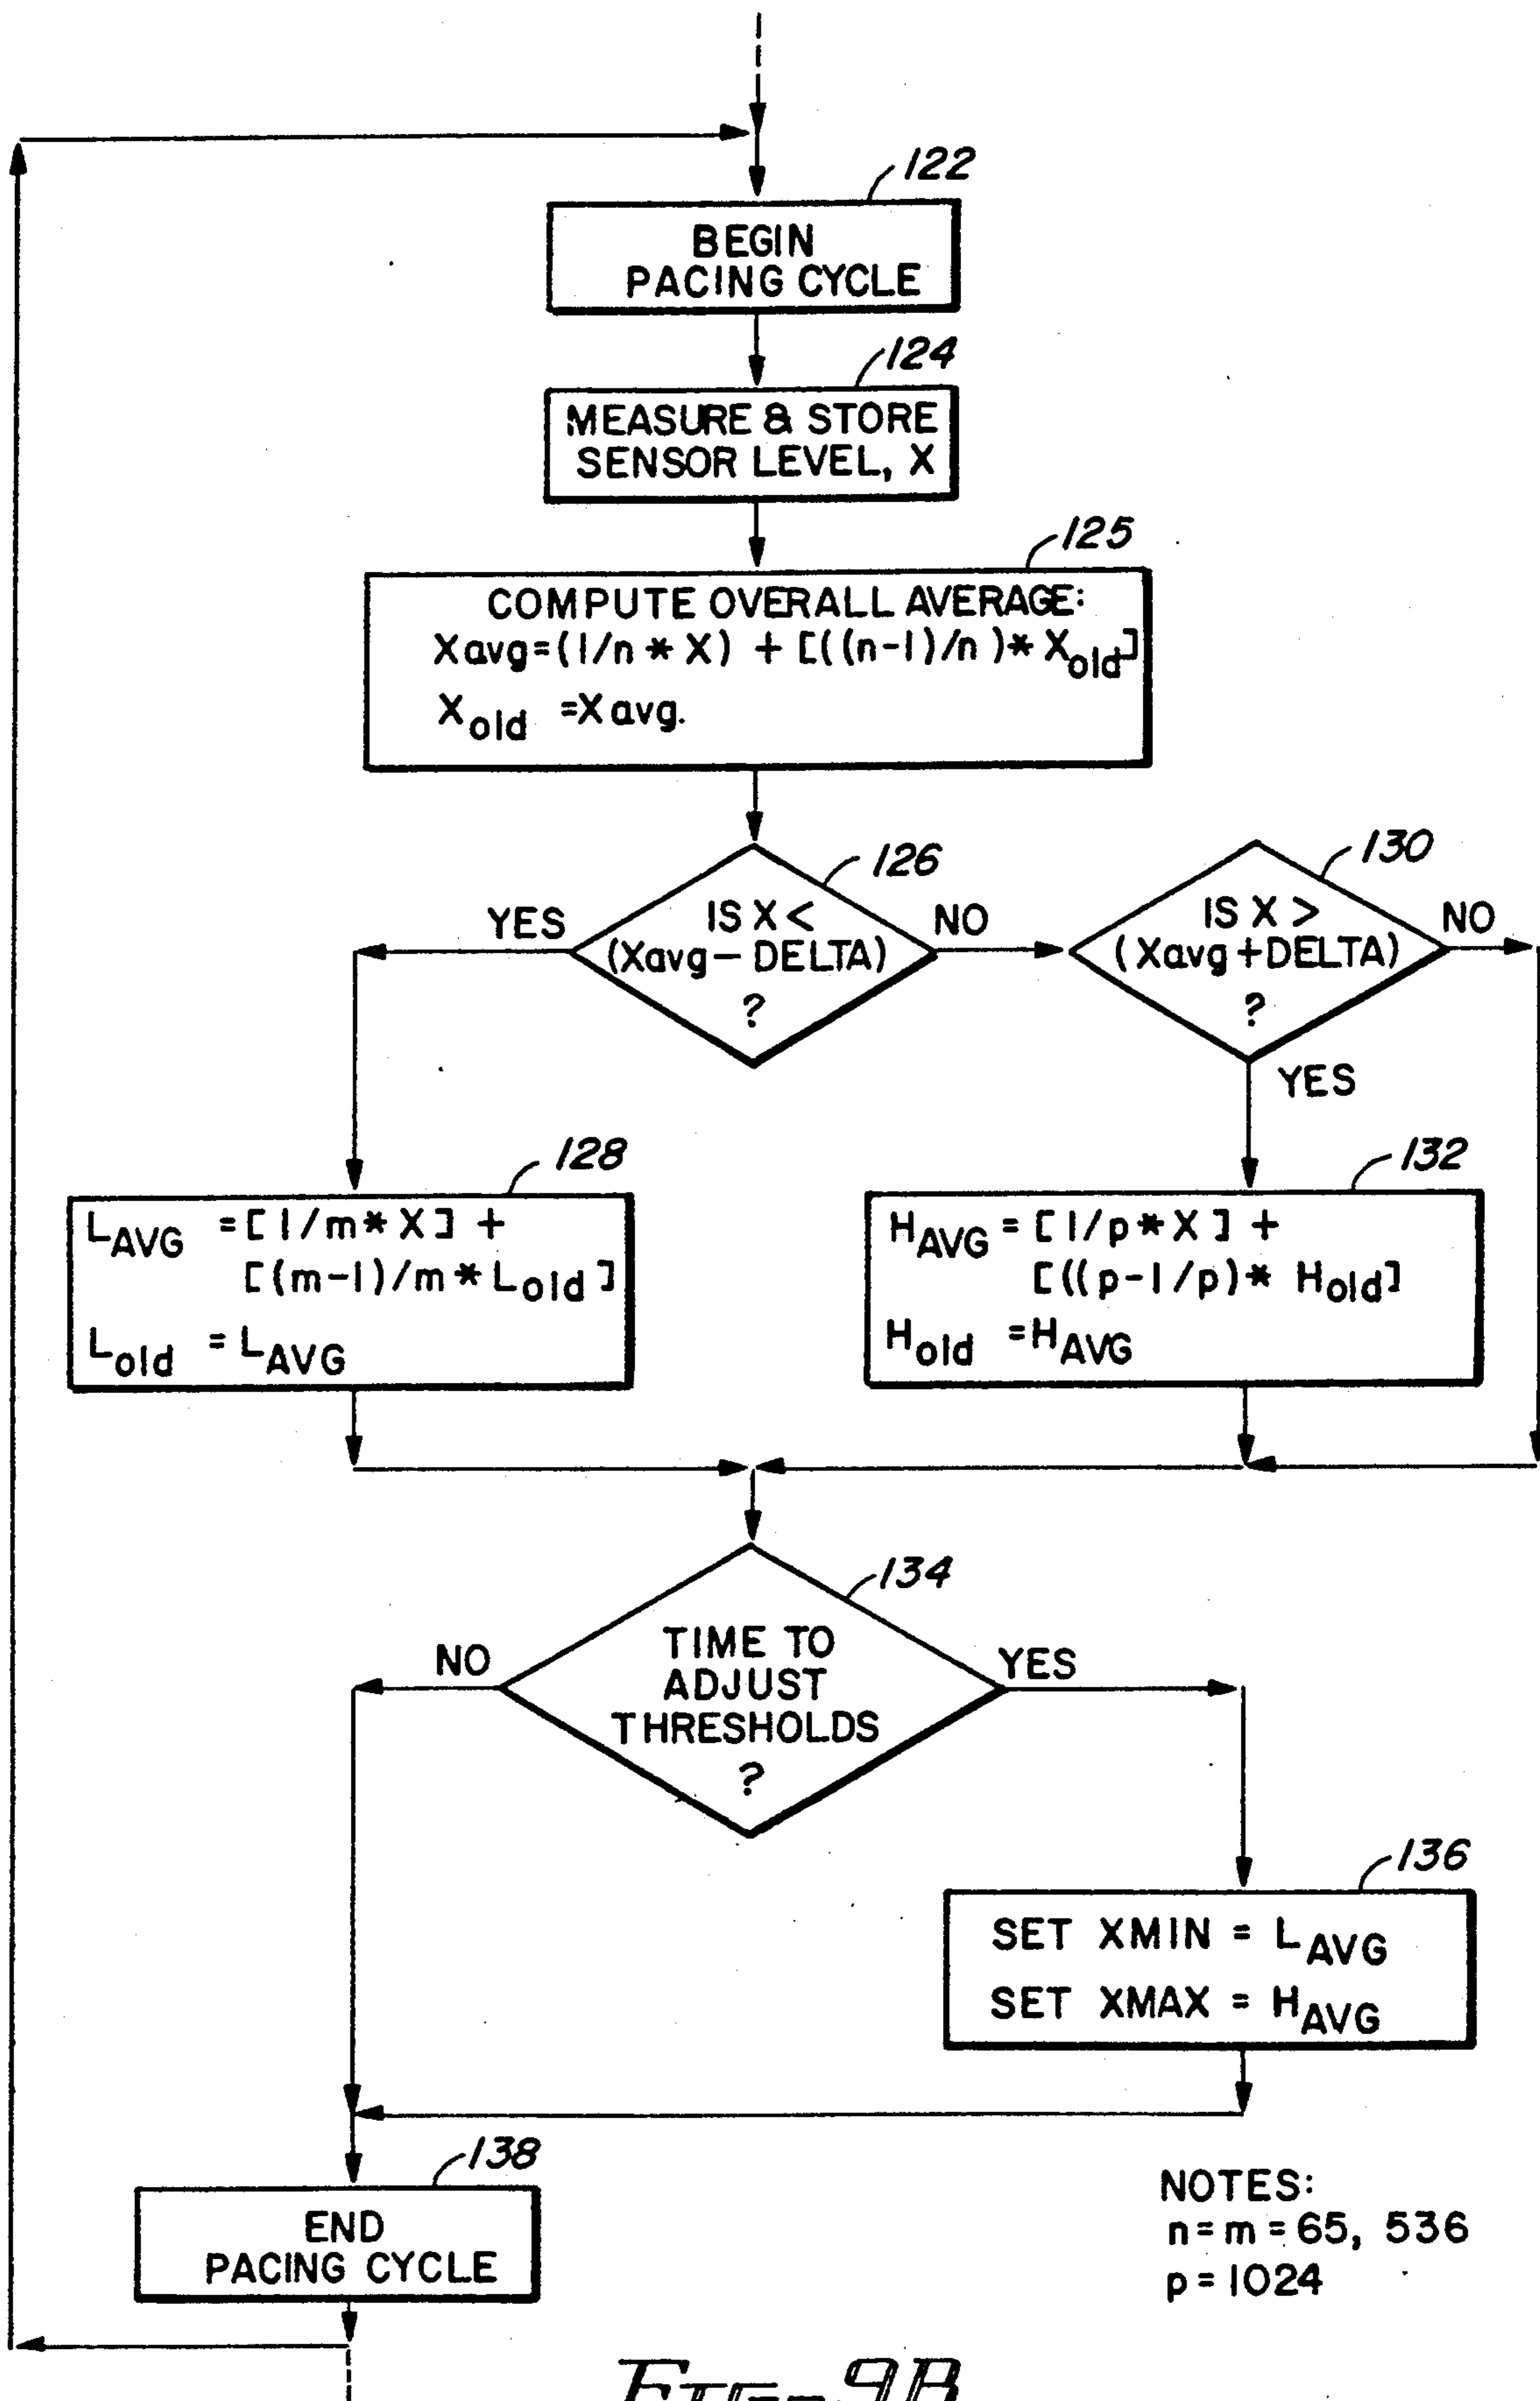 122
BEGIN
PACING CYCLE
124
MEASURE & STORE
SENSOR LEVEL, X
125
COMPUTE OVERALL AVERAGE:
Xavg=(1/n * X) + [((n-1)/n)* Xold]
Xold =Xavg.
126
IS X <
(Xavg- DELTA)
?
YES
NO
130
IS X >
(Xavg+DELTA)
?
NO
YES
128
LAVG =[1/m* X] +
[(m-1)/m* Lold]
Lold = LAVG
132
HAVG = [1/p* X] +
[((p-1/p)* Hold]
Hold =HAVG
134
TIME TO
ADJUST
THRESHOLDS
?
NO
YES
136
SET XMIN = LAVG
SET XMAX = HAVG
138
END
PACING CYCLE
NOTES:
n=m=65, 536
p=1024
FIG-9B